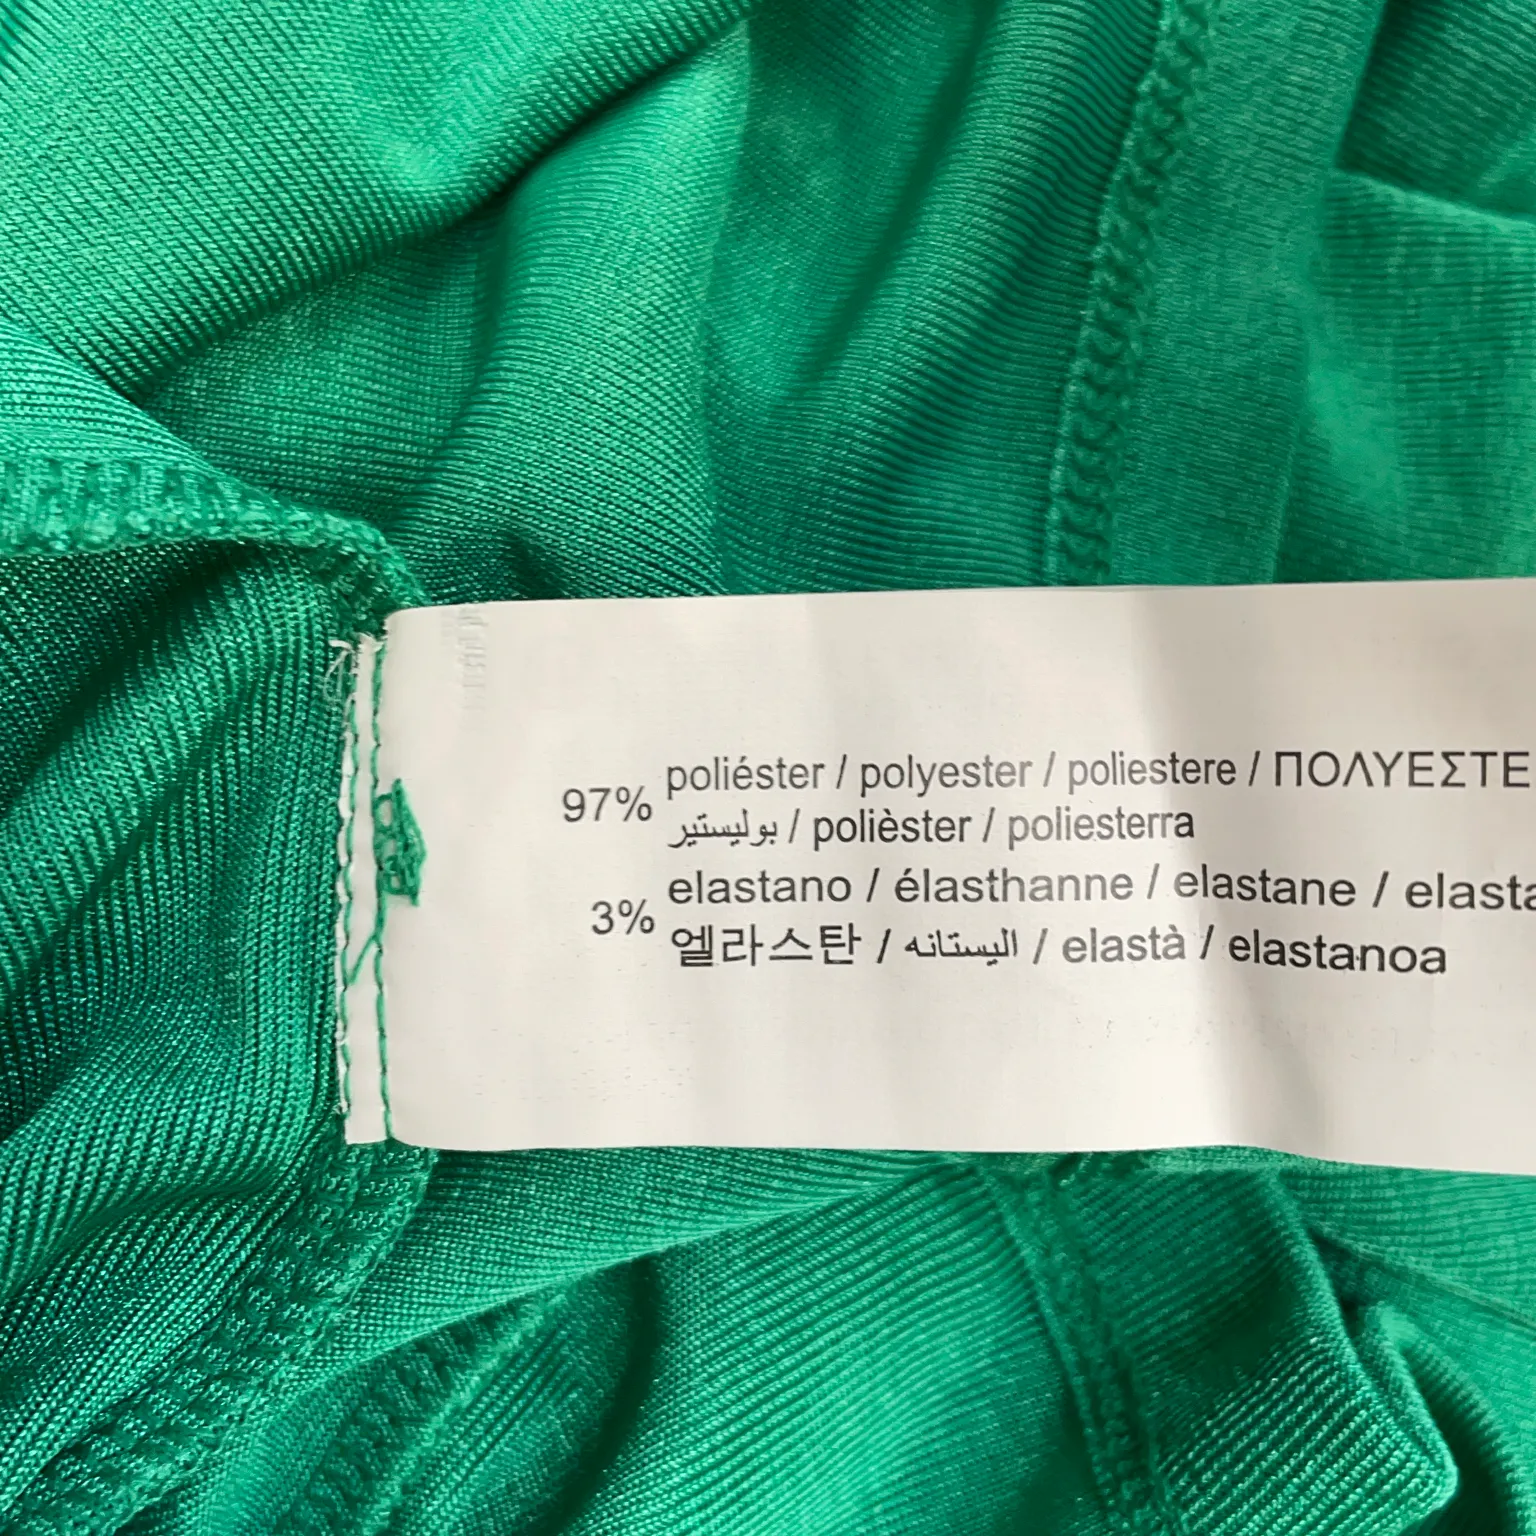 97% poliéster / polyester / poliestere / ΠΟΛΥΕΣΤΕ
بوليستير / polièster / poliesterra
3% elastano / élasthanne / elastane / elasta
엘라스탄 / اليستانه / elastà / elastanoa